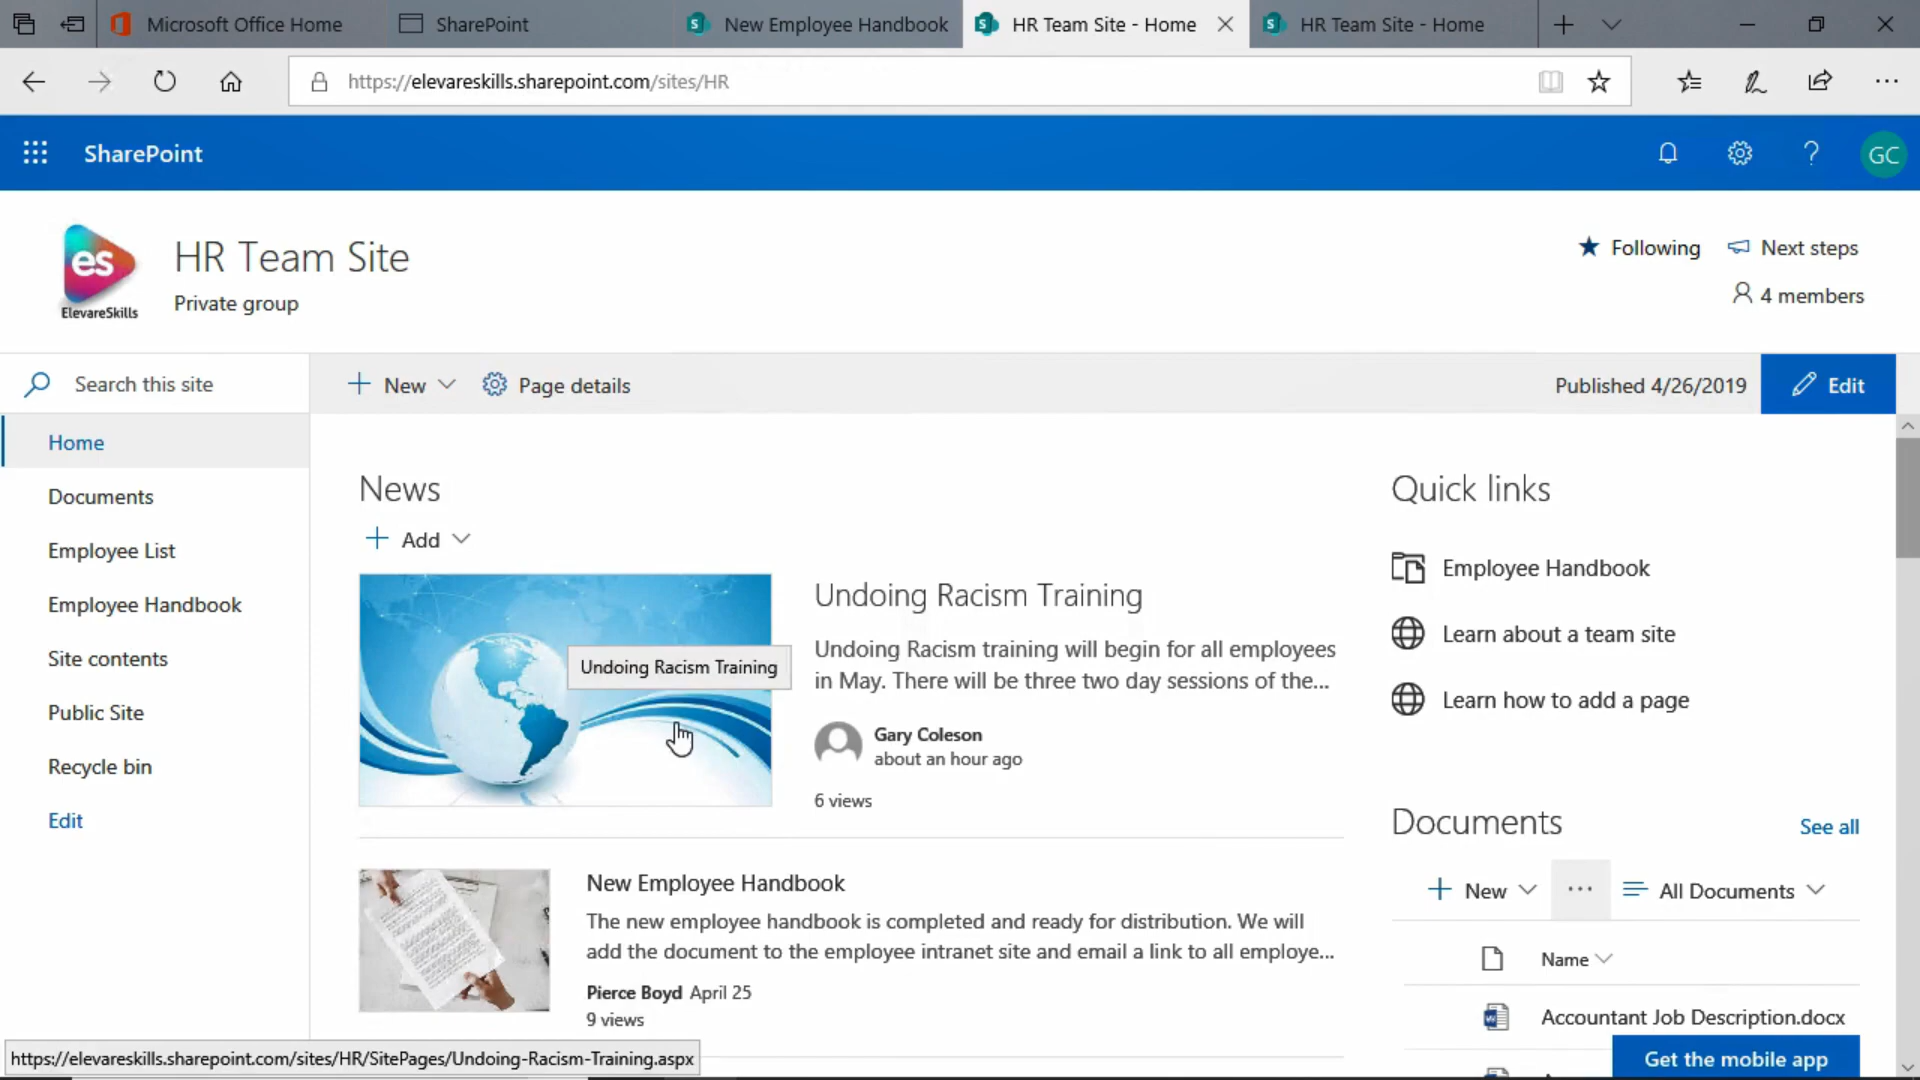 Microsoft Office Home
SharePoint
New Employee Handbook
HR Team Site - Home
HR Team Site - Home
https://elevareskills.sharepoint.com/sites/HR
SharePoint
GC
es
ElevareSkills
HR Team Site
Private group
Following
Next steps
4 members
Search this site
New
Page details
Published 4/26/2019
Edit
Home
Documents
Employee List
Employee Handbook
Site contents
Public Site
Recycle bin
Edit
News
Add
Undoing Racism Training
Undoing Racism Training
Undoing Racism training will begin for all employees
in May. There will be three two day sessions of the...
Gary Coleson
about an hour ago
6 views
New Employee Handbook
The new employee handbook is completed and ready for distribution. We will
add the document to the employee intranet site and email a link to all employe...
Pierce Boyd April 25
9 views
Quick links
Employee Handbook
Learn about a team site
Learn how to add a page
Documents
See all
New
All Documents
Name
Accountant Job Description.docx
Get the mobile app
https://elevareskills.sharepoint.com/sites/HR/SitePages/Undoing-Racism-Training.aspx